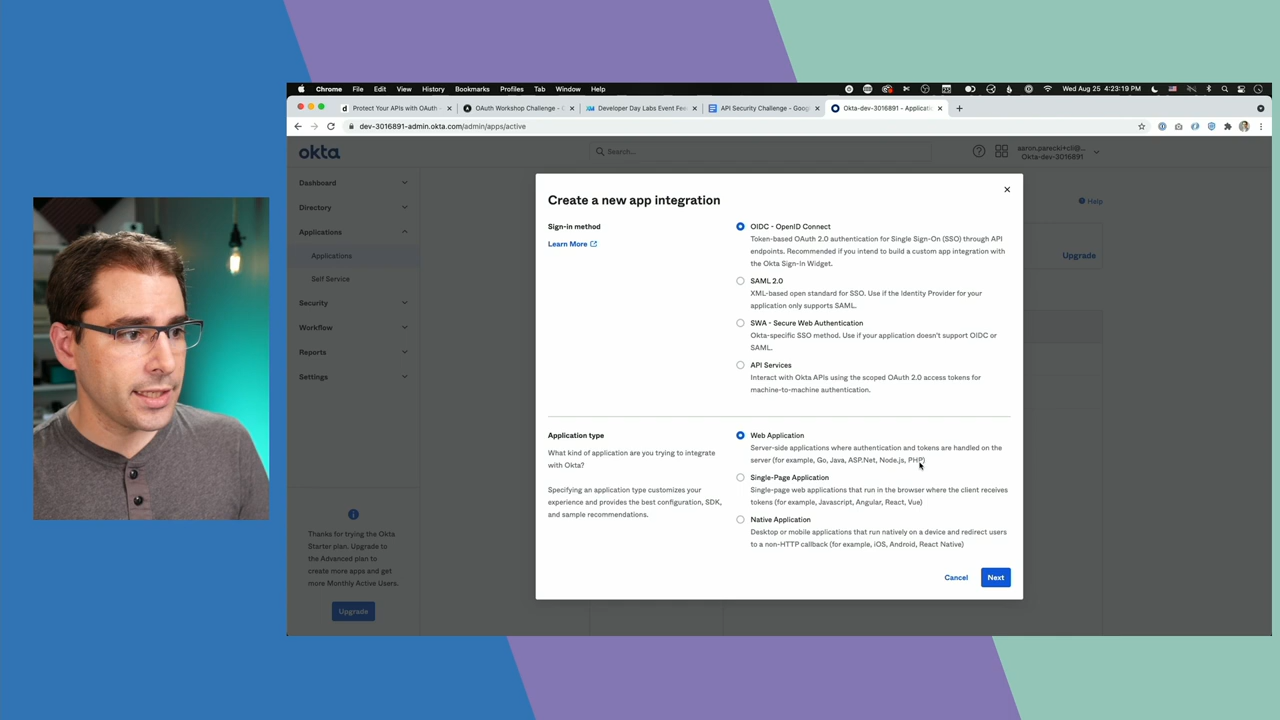 Chrome File Edit View History Bookmarks Profiles Tab Window Help
Wed Aug 25 4:23:19 PM
Protect Your APIs with OAuth
OAuth Workshop Challenge -
Developer Day Labs Event Fee
API Security Challenge - Goog
Okta-dev-3016891 - Applicati
dev-3016891-admin.okta.com/admin/apps/active
okta
Search...
aaron.parecki+cli@...
Okta-dev-3016891
Dashboard
Directory
Applications
Applications
Self Service
Security
Workflow
Reports
Settings
Thanks for trying the Okta
Starter plan. Upgrade to
the Advanced plan to
create more apps and get
more Monthly Active Users.
Upgrade
Help
Upgrade
Create a new app integration
Sign-in method
Learn More
OIDC - OpenID Connect
Token-based OAuth 2.0 authentication for Single Sign-On (SSO) through API
endpoints. Recommended if you intend to build a custom app integration with
the Okta Sign-In Widget.
SAML 2.0
XML-based open standard for SSO. Use if the Identity Provider for your
application only supports SAML.
SWA - Secure Web Authentication
Okta-specific SSO method. Use if your application doesn't support OIDC or
SAML.
API Services
Interact with Okta APIs using the scoped OAuth 2.0 access tokens for
machine-to-machine authentication.
Application type
What kind of application are you trying to integrate
with Okta?
Specifying an application type customizes your
experience and provides the best configuration, SDK,
and sample recommendations.
Web Application
Server-side applications where authentication and tokens are handled on the
server (for example, Go, Java, ASP.Net, Node.js, PHP)
Single-Page Application
Single-page web applications that run in the browser where the client receives
tokens (for example, Javascript, Angular, React, Vue)
Native Application
Desktop or mobile applications that run natively on a device and redirect users
to a non-HTTP callback (for example, iOS, Android, React Native)
Cancel
Next